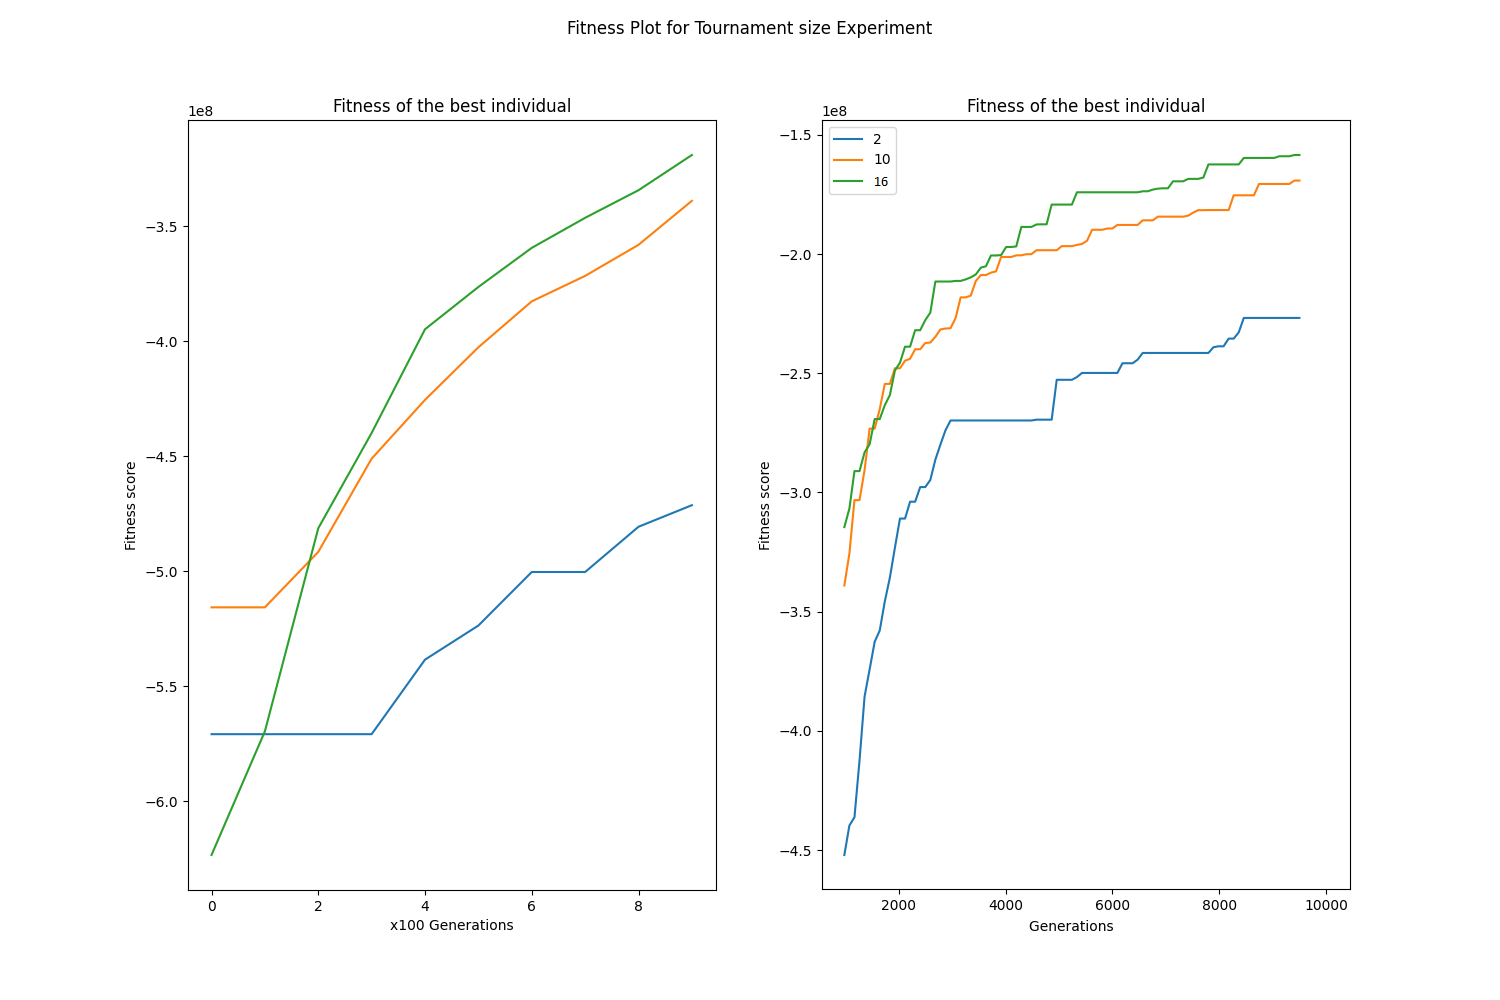 Fitness Plot for Tournament size Experiment
Fitness of the best individual
1e8
−3.5
−4.0
−4.5
−5.0
−5.5
−6.0
Fitness score
0 2 4 6 8
x100 Generations
Fitness of the best individual
1e8
2
10
16
−1.5
−2.0
−2.5
−3.0
−3.5
−4.0
−4.5
Fitness score
2000 4000 6000 8000 10000
Generations